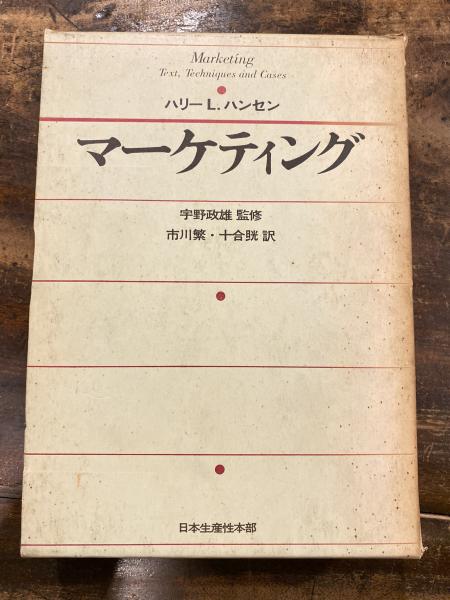 Marketing
Text, Techniques and Cases
ハリー L. ハンセン
マーケティング
宇野政雄 監修
市川繁・十合晄 訳
日本生産性本部